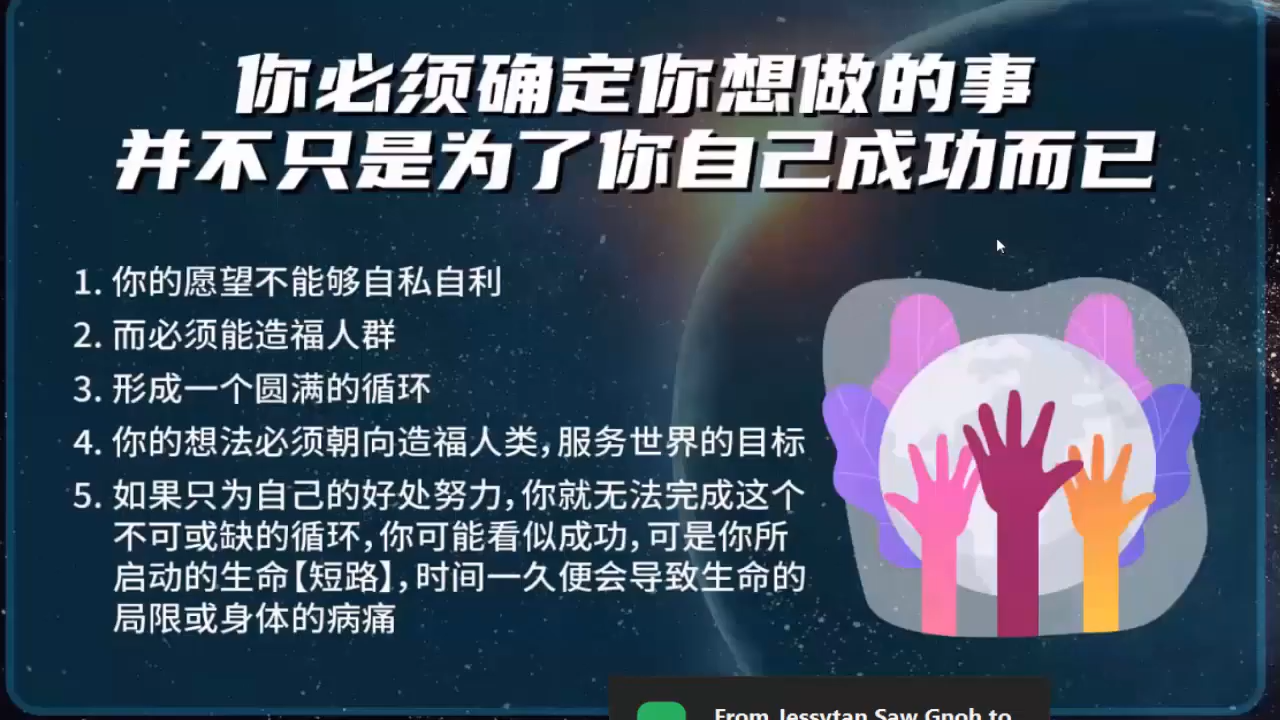 你必须确定你想做的事
并不只是为了你自己成功而已
1. 你的愿望不能够自私自利
2. 而必须能造福人群
3. 形成一个圆满的循环
4. 你的想法必须朝向造福人类，服务世界的目标
5. 如果只为自己的好处努力，你就无法完成这个
不可或缺的循环，你可能看似成功，可是你所
启动的生命【短路】，时间一久便会导致生命的
局限或身体的病痛
From Jessytan Saw Gnoh to